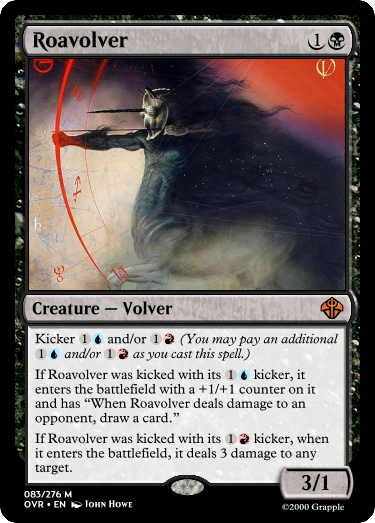 Roavolver 1
Creature — Volver
Kicker 1 and/or 1 (You may pay an additional
1 and/or 1 as you cast this spell.)
If Roavolver was kicked with its 1 kicker, it
enters the battlefield with a +1/+1 counter on it
and has “When Roavolver deals damage to an
opponent, draw a card.”
If Roavolver was kicked with its 1 kicker, when
it enters the battlefield, it deals 3 damage to any
target.
3/1
083/276 M
OVR • EN John Howe
©2000 Grapple